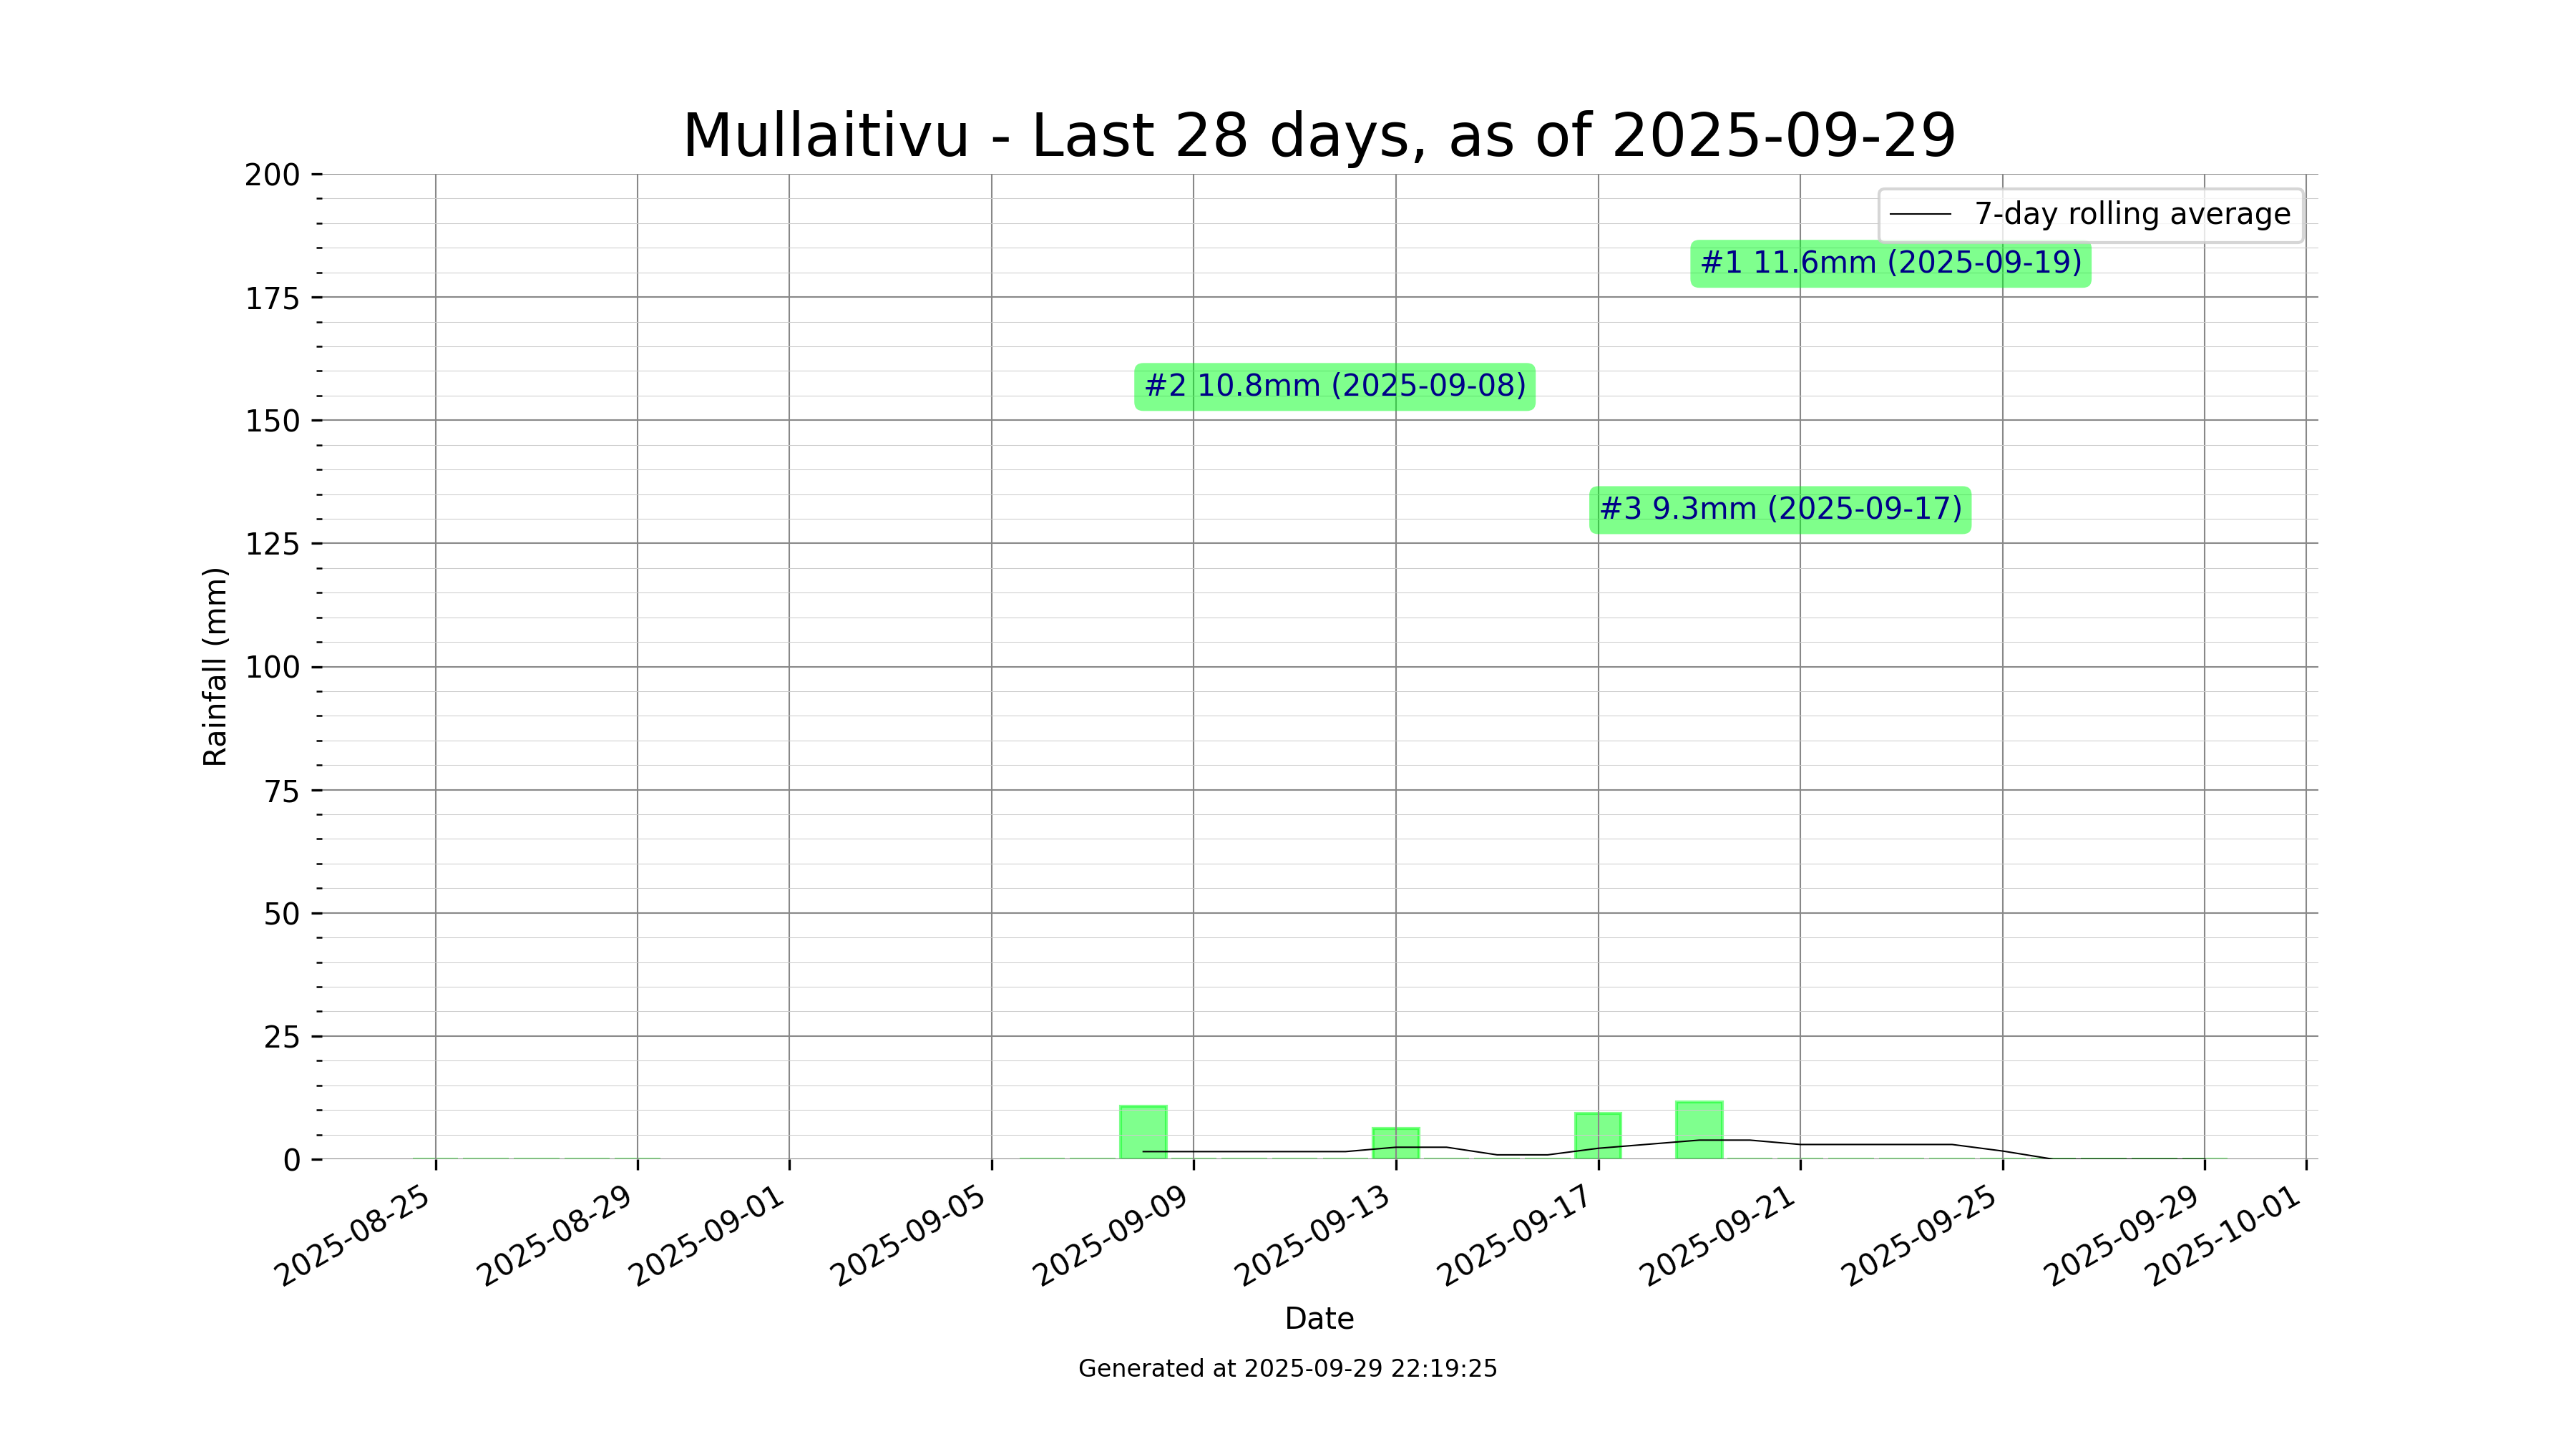 Mullaitivu - Last 28 days, as of 2025-09-29
200
175
150
125
100
75
50
25
0
Rainfall (mm)
7-day rolling average
#1 11.6mm (2025-09-19)
#2 10.8mm (2025-09-08)
#3 9.3mm (2025-09-17)
2025-08-25
2025-08-29
2025-09-01
2025-09-05
2025-09-09
2025-09-13
2025-09-17
2025-09-21
2025-09-25
2025-09-29
2025-10-01
Date
Generated at 2025-09-29 22:19:25